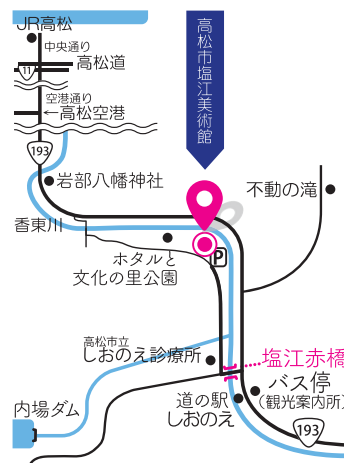 JR高松
中央通り
高松道
11
空港通り
高松空港
193
高松市塩江美術館
岩部八幡神社
不動の滝
香東川
ホタルと
文化の里公園
P
高松市立
しおのえ診療所
塩江赤橋
バス停
（観光案内所）
道の駅
しおのえ
内場ダム
193